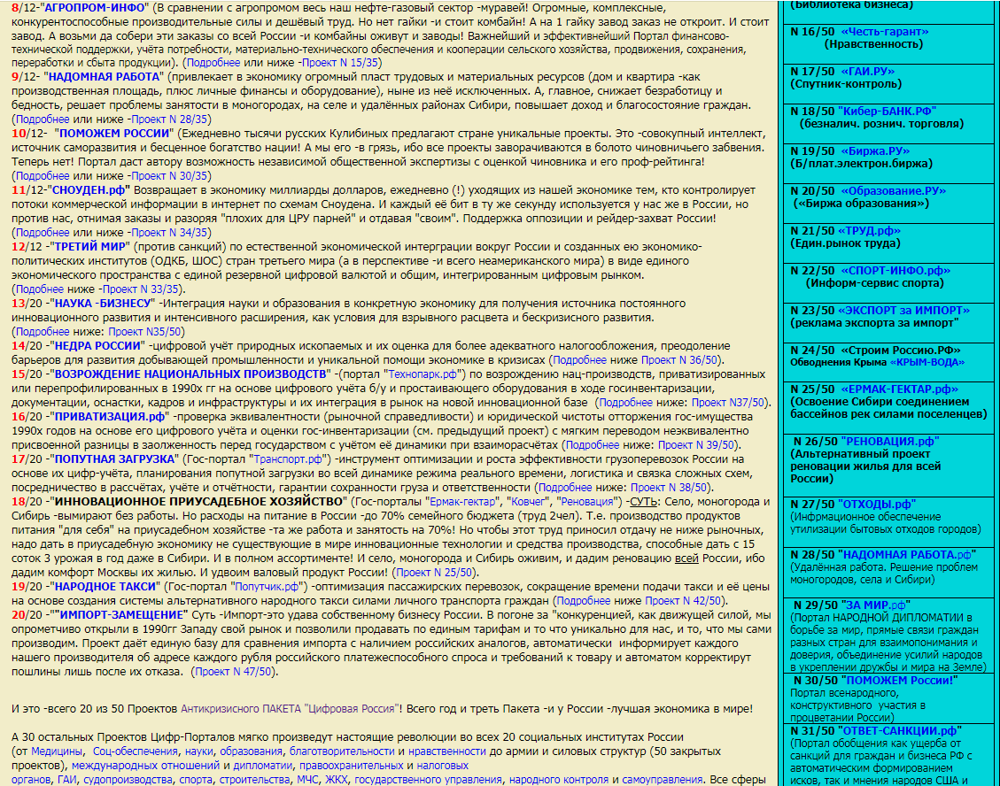 8/12-"АГРОПРОМ-ИНФО" (В сравнении с агропромом весь наш нефте-газовый сектор -муравей! Огромные, комплексные,
конкурентоспособные производительные силы и дешёвый труд. Но нет гайки -и стоит комбайн! А на 1 гайку завод заказ не откроит. И стоит
завод. А возьми да собери эти заказы со всей России -и комбайны оживут и заводы! Важнейший и эффективнейший Портал финансово-
технической поддержки, учёта потребности, материально-технического обеспечения и кооперации сельского хозяйства, продвижения, сохранения,
переработки и сбыта продукции). (Подробнее или ниже -Проект N 15/35)
9/12- "НАДОМНАЯ РАБОТА" (привлекает в экономику огромный пласт трудовых и материальных ресурсов (дом и квартира -как
производственная площадь, плюс личные финансы и оборудование), ныне из неё исключенных. А, главное, снижает безработицу и
бедность, решает проблемы занятости в моногородах, на селе и удалённых районах Сибири, повышает доход и благосостояние граждан.
(Подробнее или ниже -Проект N 28/35)
10/12- "ПОМОЖЕМ РОССИИ" (Ежедневно тысячи русских Кулибиных предлагают стране уникальные проекты. Это -совокупный интеллект,
источник саморазвития и бесценное богатство нации! А мы его -в грязь, ибо все проекты заворачиваются в болото чиновничьего забвения.
Теперь нет! Портал даст автору возможность независимой общественной экспертизы с оценкой чиновника и его проф-рейтинга!
(Подробнее или ниже -Проект N 30/35)
11/12-"СНОУДЕН.рф" Возвращает в экономику миллиарды долларов, ежедневно (!) уходящих из нашей экономике тем, кто контролирует
потоки коммерческой информации в интернет по схемам Сноудена. И каждый её бит в ту же секунду используется у нас же в России, но
против нас, отнимая заказы и разоряя "плохих для ЦРУ парней" и отдавая "своим". Поддержка оппозиции и рейдер-захват России!
(Подробнее или ниже -Проект N 34/35)
12/12 -"ТРЕТИЙ МИР" (против санкций) по естественной экономической интерграции вокруг России и созданных ею экономико-
политических институтов (ОДКБ, ШОС) стран третьего мира (а в перспективе -и всего неамериканского мира) в виде единого
экономического пространства с единой резервной цифровой валютой и общим, интегрированным цифровым рынком.
(Подобнее ниже -Проект N 33/35).
13/20 -"НАУКА -БИЗНЕСУ" -Интеграция науки и образования в конкретную экономику для получения источника постоянного
инновационного развития и интенсивного расширения, как условия для взрывного расцвета и бескризисного развития.
(Подробнее ниже: Проект N35/50)
14/20 -"НЕДРА РОССИИ" -цифровой учёт природных ископаемых и их оценка для более адекватного налогообложения, преодоление
барьеров для развития добывающей промышленности и уникальной помощи экономике в кризисах (Подробнее ниже Проект N 36/50).
15/20 -"ВОЗРОЖДЕНИЕ НАЦИОНАЛЬНЫХ ПРОИЗВОДСТВ" -(портал "Технопарк.рф") по возрождению нац-производств, приватизированных
или перепрофилированных в 1990х гг на основе цифрового учёта б/у и простаивающего оборудования в ходе госинвентаризации,
документации, оснастки, кадров и инфраструктуры и их интеграция в рынок на новой инновационной базе (Подробнее ниже: Проект N37/50).
16/20 -"ПРИВАТИЗАЦИЯ.рф" -проверка эквивалентности (рыночной справедливости) и юридической чистоты отторжения гос-имущества
1990х годов на основе его цифрового учёта и оценки гос-инвентаризации (см. предыдущий проект) с мягким переводом неэквивалентно
присвоенной разницы в заолженность перед государством с учётом её динамики при взаиморасчётах (Подробнее ниже: Проект N 39/50).
17/20 -"ПОПУТНАЯ ЗАГРУЗКА" (Гос-портал "Транспорт.рф") -инструмент оптимизации и роста эффективности грузоперевозок России на
основе их цифр-учёта, планирования попутной загрузки во всей динамике режима реального времени, логистика и связка сложных схем,
посредничество в рассчётах, учёте и отчётности, гарантии сохранности груза и ответственности (Подробнее ниже: Проект N 38/50).
18/20 -"ИННОВАЦИОННОЕ ПРИУСАДЕБНОЕ ХОЗЯЙСТВО" (Гос-порталы "Ермак-гектар", "Ковчег", "Реновация") -СУТЬ: Село, моногорода и
Сибирь -вымирают без работы. Но расходы на питание в России -до 70% семейного бюджета (труд 2чел). Т.е. производство продуктов
питания "для себя" на приусадебном хозяйстве -та же работа и занятость на 70%! Но чтобы этот труд приносил отдачу не ниже рыночных,
надо дать в приусадебную экономику не существующие в мире инновационные технологии и средства производства, способные дать с 15
соток 3 урожая в год даже в Сибири. И в полном ассортименте! И село, моногорода и Сибирь оживим, и дадим реновацию всей России, ибо
дадим комфорт Москвы их жилью. И удвоим валовый продукт России! (Проект N 25/50).
19/20 -"НАРОДНОЕ ТАКСИ" (Гос-портал "Попутчик.рф") -оптимизация пассажирских перевозок, сокращение времени подачи такси и её цены
на основе создания системы альтернативного народного такси силами личного транспорта граждан (Подробнее ниже Проект N 42/50).
20/20 -""ИМПОРТ-ЗАМЕЩЕНИЕ" Суть -Импорт-это удава собственному бизнесу России. В погоне за "конкуренцией, как движущей силой, мы
опрометчиво открыли в 1990гг Западу свой рынок и позволили продавать по единым тарифам и то что уникально для нас, и то, что мы сами
производим. Проект даёт единую базу для сравнения импорта с наличием российских аналогов, автоматически информирует каждого
нашего производителя об адресе каждого рубля российского платежеспособного спроса и требований к товару и автоматом корректирут
пошлины лишь после их отказа. (Проект N 47/50).
И это -всего 20 из 50 Проектов Антикризисного ПАКЕТА "Цифровая Россия"! Всего год и треть Пакета -и у России -лучшая экономика в мире!
А 30 остальных Проектов Цифр-Порталов мягко произведут настоящие революции во всех 20 социальных институтах России
(от Медицины, Соц-обеспечения, науки, образования, благотворительности и нравственности до армии и силовых структур (50 закрытых
проектов), международных отношений и дипломатии, правоохранительных и налоговых
органов, ГАИ, судопроизводства, спорта, строительства, МЧС, ЖКХ, государственного управления, народного контроля и самоуправления. Все сферы
(Библиотека бизнеса)
N 16/50 «Честь-гарант»
(Нравственность)
N 17/50 «ГАИ.РУ»
(Спутник-контроль)
N 18/50 "Кибер-БАНК.РФ"
(безналич. рознич. торговля)
N 19/50 «Биржа.РУ»
(Б/плат.электрон.биржа)
N 20/50 «Образование.РУ»
(«Биржа образования»)
N 21/50 «ТРУД.рф»
(Един.рынок труда)
N 22/50 «СПОРТ-ИНФО.рф»
(Информ-сервис спорта)
N 23/50 «ЭКСПОРТ за ИМПОРТ»
(реклама экспорта за импорт"
N 24/50 «Строим Россию.РФ»
Обводнения Крыма «КРЫМ-ВОДА»
N 25/50 «ЕРМАК-ГЕКТАР.рф»
(Освоение Сибири соединением
бассейнов рек силами поселенцев)
N 26/50 "РЕНОВАЦИЯ.рф"
(Альтернативный проект
реновации жилья для всей
России)
N 27/50 "ОТХОДЫ.рф"
(Инфрмационное обеспечение
утилизации бытовых отходов городов)
N 28/50 "НАДОМНАЯ РАБОТА.рф"
(Удалённая работа. Решение проблем
моногородов, села и Сибири)
N 29/50 "ЗА МИР.рф"
(Портал НАРОДНОЙ ДИПЛОМАТИИ в
борьбе за мир, прямые связи граждан
разных стран для взаимопонимания и
доверия, объединение усилий народов
в укреплении дружбы и мира на Земле)
N 30/50 "ПОМОЖЕМ России!"
Портал всенародного,
конструктивного участия в
процветании России)
N 31/50 "ОТВЕТ-САНКЦИИ.рф"
(Портал обобщения как ущерба от
санкций для граждан и бизнеса РФ с
автоматическим формированием
исков, так и мнения народов США и